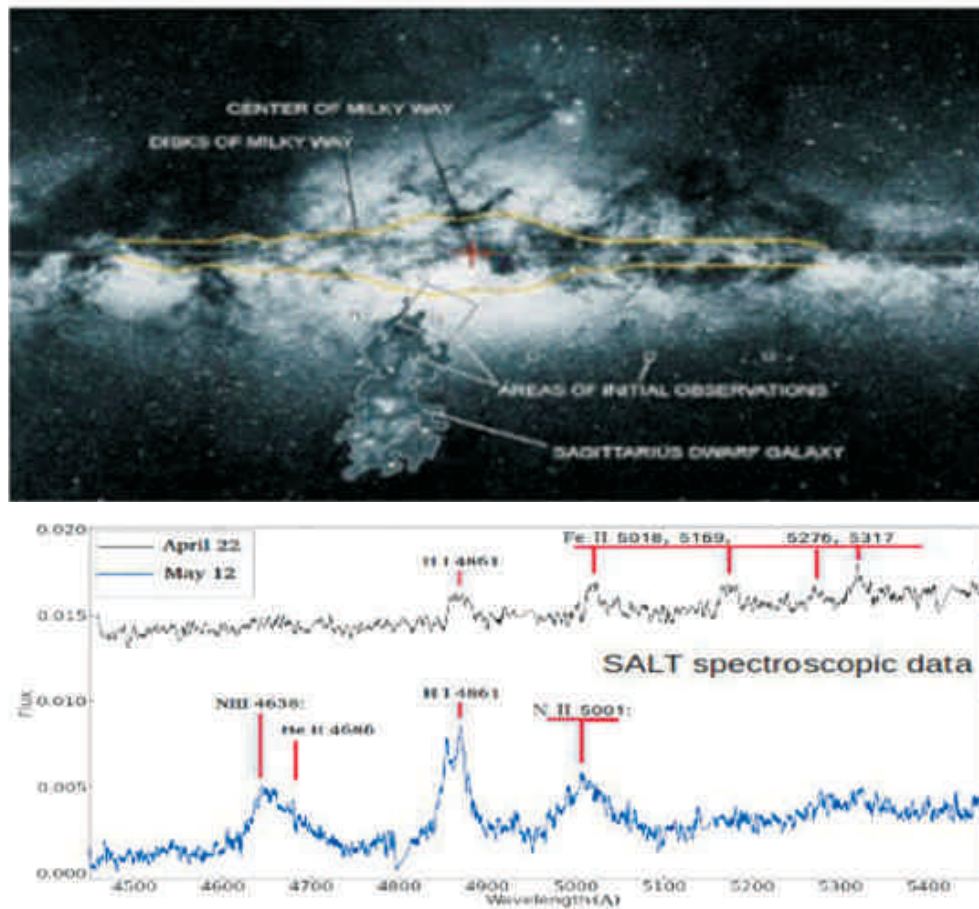 CENTER OF MILKY WAY
DISKS OF MILKY WAY
AREAS OF INITIAL OBSERVATIONS
SAGITTARIUS DWARF GALAXY
0.020
April 22
May 12
Fe II 5018, 5169, 5276, 5317
H I 4861
0.015
SALT spectroscopic data
0.010
H I 4861
NIII 4638:
He II 4686
N II 5001:
Flux
0.005
0.000
4500 4600 4700 4800 4900 5000 5100 5200 5300 5400
Wavelength(A)